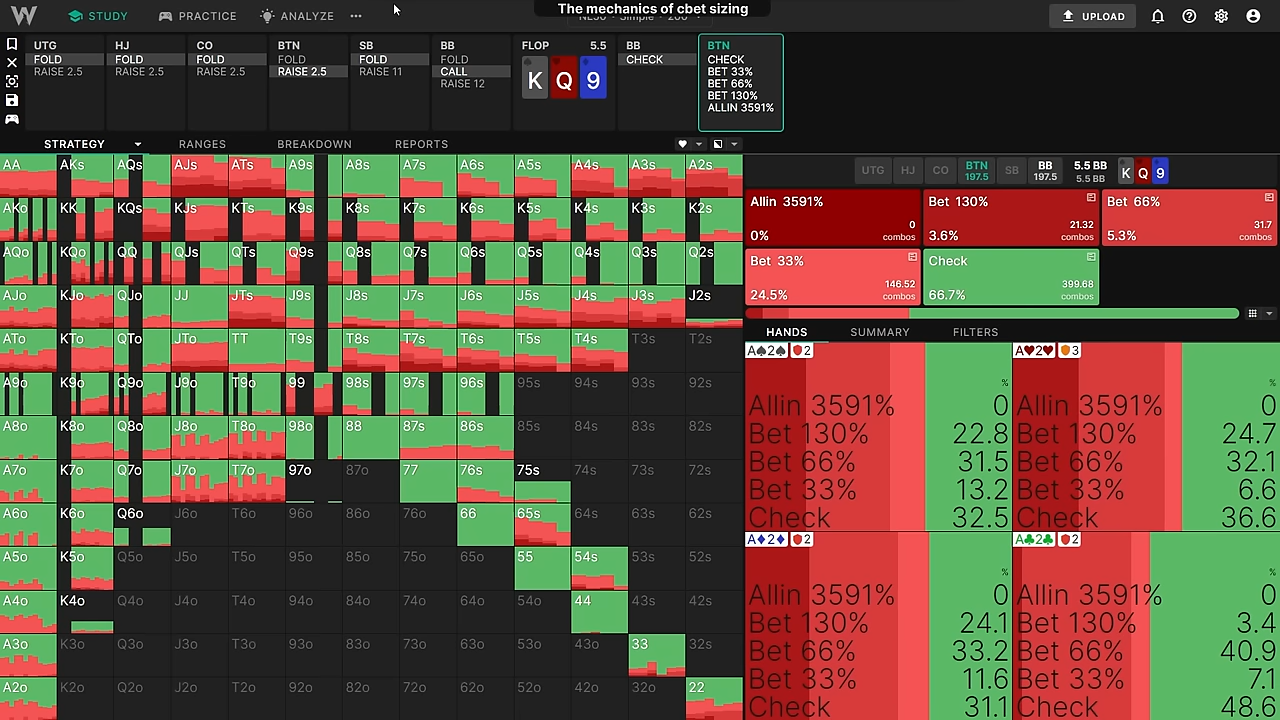 The mechanics of cbet sizing
W STUDY PRACTICE ANALYZE UPLOAD
UTG
FOLD
RAISE 2.5
HJ
FOLD
RAISE 2.5
CO
FOLD
RAISE 2.5
BTN
FOLD
RAISE 2.5
SB
FOLD
RAISE 11
BB
FOLD
CALL
RAISE 12
FLOP 5.5
K Q 9
BB
CHECK
BTN
CHECK
BET 33%
BET 66%
BET 130%
ALLIN 3591%
STRATEGY RANGES BREAKDOWN REPORTS
AA AKs AQs AJs ATs A9s A8s A7s A6s A5s A4s A3s A2s
AKo KK KQs KJs KTs K9s K8s K7s K6s K5s K4s K3s K2s
AQo KQo QQ QJs QTs Q9s Q8s Q7s Q6s Q5s Q4s Q3s Q2s
AJo KJo QJo JJ JTs J9s J8s J7s J6s J5s J4s J3s J2s
ATo KTo QTo JTo TT T9s T8s T7s T6s T5s T4s T3s T2s
A9o K9o Q9o J9o T9o 99 98s 97s 96s 95s 94s 93s 92s
A8o K8o Q8o J8o T8o 98o 88 87s 86s 85s 84s 83s 82s
A7o K7o Q7o J7o T7o 97o 87o 77 76s 75s 74s 73s 72s
A6o K6o Q6o J6o T6o 96o 86o 76o 66 65s 64s 63s 62s
A5o K5o Q5o J5o T5o 95o 85o 75o 65o 55 54s 53s 52s
A4o K4o Q4o J4o T4o 94o 84o 74o 64o 54o 44 43s 42s
A3o K3o Q3o J3o T3o 93o 83o 73o 63o 53o 43o 33 32s
A2o K2o Q2o J2o T2o 92o 82o 72o 62o 52o 42o 32o 22
UTG HJ CO BTN 197.5 SB BB 197.5 5.5 BB 5.5 BB K Q 9
Allin 3591%
0
combos
0%
Bet 130%
21.32
combos
3.6%
Bet 66%
31.7
combos
5.3%
Bet 33%
146.52
combos
24.5%
Check
399.68
combos
66.7%
HANDS SUMMARY FILTERS
A♠2♠ 2
%
Allin 3591% 0
Bet 130% 22.8
Bet 66% 31.5
Bet 33% 13.2
Check 32.5
A♥2♥ 3
%
Allin 3591% 0
Bet 130% 24.7
Bet 66% 32.1
Bet 33% 6.6
Check 36.6
A♦2♦ 2
%
Allin 3591% 0
Bet 130% 24.1
Bet 66% 33.2
Bet 33% 11.6
Check 31.1
A♣2♣ 2
%
Allin 3591% 0
Bet 130% 3.4
Bet 66% 40.9
Bet 33% 7.1
Check 48.6